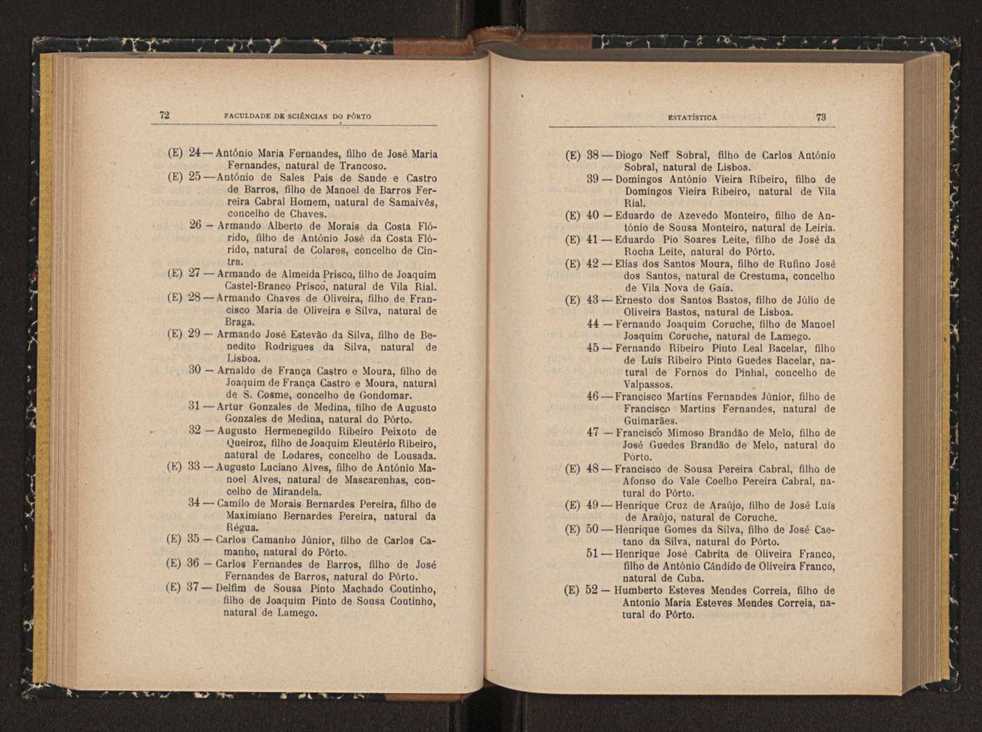 72 FACULDADE DE SCIÊNCIAS DO PÔRTO
(E) 24 — António Maria Fernandes, filho de José Maria
Fernandes, natural de Trancoso.
(E) 25 — António de Sales Pais de Sande e Castro
de Barros, filho de Manoel de Barros Fer-
reira Cabral Homem, natural de Samaivês,
concelho de Chaves.
26 — Armando Alberto de Morais da Costa Fló-
rido, filho de António José da Costa Fló-
rido, natural de Colares, concelho de Cin-
tra.
(E) 27 — Armando de Almeida Prisco, filho de Joaquim
Castel-Branco Prisco, natural de Vila Rial.
(E) 28 — Armando Chaves de Oliveira, filho de Fran-
cisco Maria de Oliveira e Silva, natural de
Braga.
(E) 29 — Armando José Estevão da Silva, filho de Be-
nedito Rodrigues da Silva, natural de
Lisboa.
30 — Arnaldo de França Castro e Moura, filho de
Joaquim de França Castro e Moura, natural
de S. Cosme, concelho de Gondomar.
31 — Artur Gonzales de Medina, filho de Augusto
Gonzales de Medina, natural do Pôrto.
32 — Augusto Hermenegildo Ribeiro Peixoto de
Queiroz, filho de Joaquim Eleutério Ribeiro,
natural de Lodares, concelho de Lousada.
(E) 33 — Augusto Luciano Alves, filho de António Ma-
noel Alves, natural de Mascarenhas, con-
celho de Mirandela.
34 — Camilo de Morais Bernardes Pereira, filho de
Maximiano Bernardes Pereira, natural da
Régua.
(E) 35 — Carlos Camanho Júnior, filho de Carlos Ca-
manho, natural do Pôrto.
(E) 36 — Carlos Fernandes de Barros, filho de José
Fernandes de Barros, natural do Pôrto.
(E) 37 — Delfim de Sousa Pinto Machado Coutinho,
filho de Joaquim Pinto de Sousa Coutinho,
natural de Lamego.
ESTATÍSTICA 73
(E) 38 — Diogo Neff Sobral, filho de Carlos António
Sobral, natural de Lisboa.
39 — Domingos António Vieira Ribeiro, filho de
Domingos Vieira Ribeiro, natural de Vila
Rial.
(E) 40 — Eduardo de Azevedo Monteiro, filho de An-
tónio de Sousa Monteiro, natural de Leiria.
(E) 41 — Eduardo Pio Soares Leite, filho de José da
Rocha Leite, natural do Pôrto.
(E) 42 — Elías dos Santos Moura, filho de Rufino José
dos Santos, natural de Crestuma, concelho
de Vila Nova de Gaia.
(E) 43 — Ernesto dos Santos Bastos, filho de Júlio de
Oliveira Bastos, natural de Lisboa.
44 — Fernando Joaquim Coruche, filho de Manoel
Joaquim Coruche, natural de Lamego.
45 — Fernando Ribeiro Pinto Leal Bacelar, filho
de Luís Ribeiro Pinto Guedes Bacelar, na-
tural de Fornos do Pinhal, concelho de
Valpassos.
46 — Francisco Martins Fernandes Júnior, filho de
Francisco Martins Fernandes, natural de
Guimarães.
47 — Francisco Mimoso Brandão de Melo, filho de
José Guedes Brandão de Melo, natural do
Pôrto.
(E) 48 — Francisco de Sousa Pereira Cabral, filho de
Afonso do Vale Coelho Pereira Cabral, na-
tural do Pôrto.
(E) 49 — Henrique Cruz de Araújo, filho de José Luís
de Araújo, natural de Coruche.
(E) 50 — Henrique Gomes da Silva, filho de José Cae-
tano da Silva, natural do Pôrto.
51 — Henrique José Cabrita de Oliveira Franco,
filho de António Cândido de Oliveira Franco,
natural de Cuba.
(E) 52 — Humberto Esteves Mendes Correia, filho de
Antonio Maria Esteves Mendes Correia, na-
tural do Pôrto.